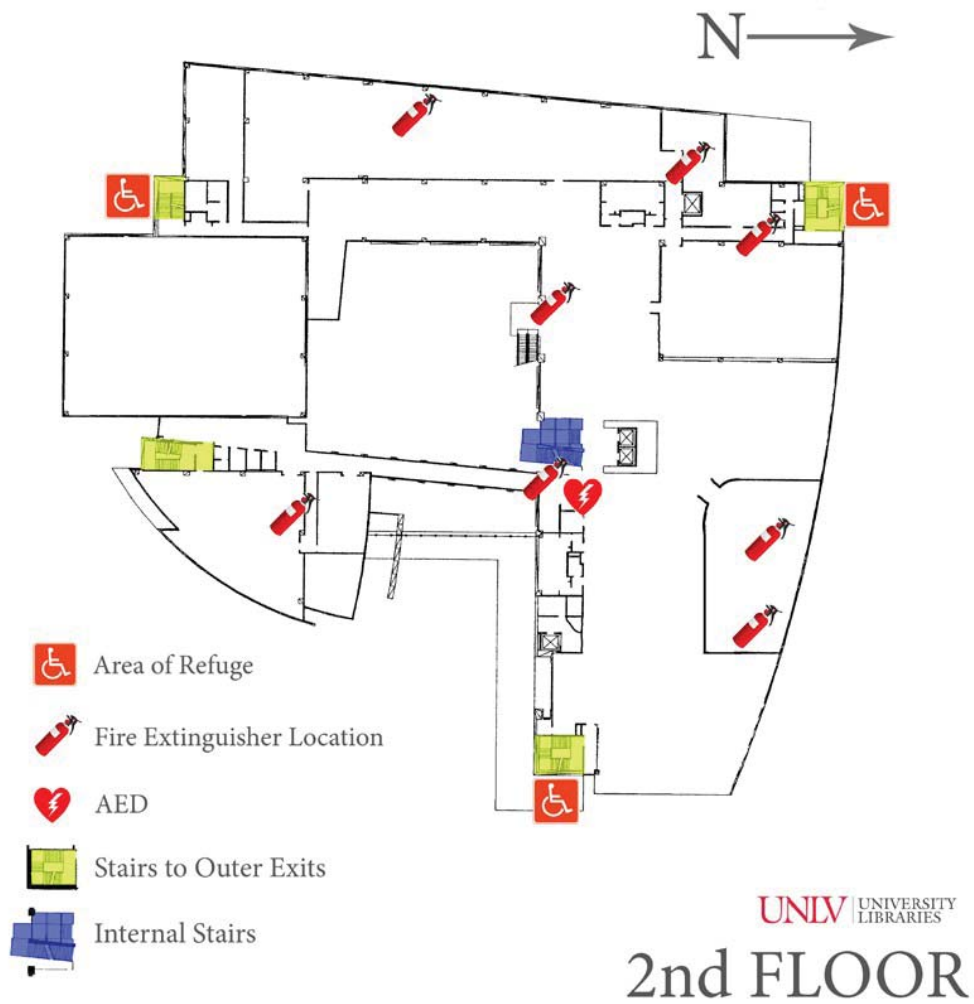 N
Area of Refuge
Fire Extinguisher Location
AED
Stairs to Outer Exits
Internal Stairs
UNLV UNIVERSITY
LIBRARIES
2nd FLOOR